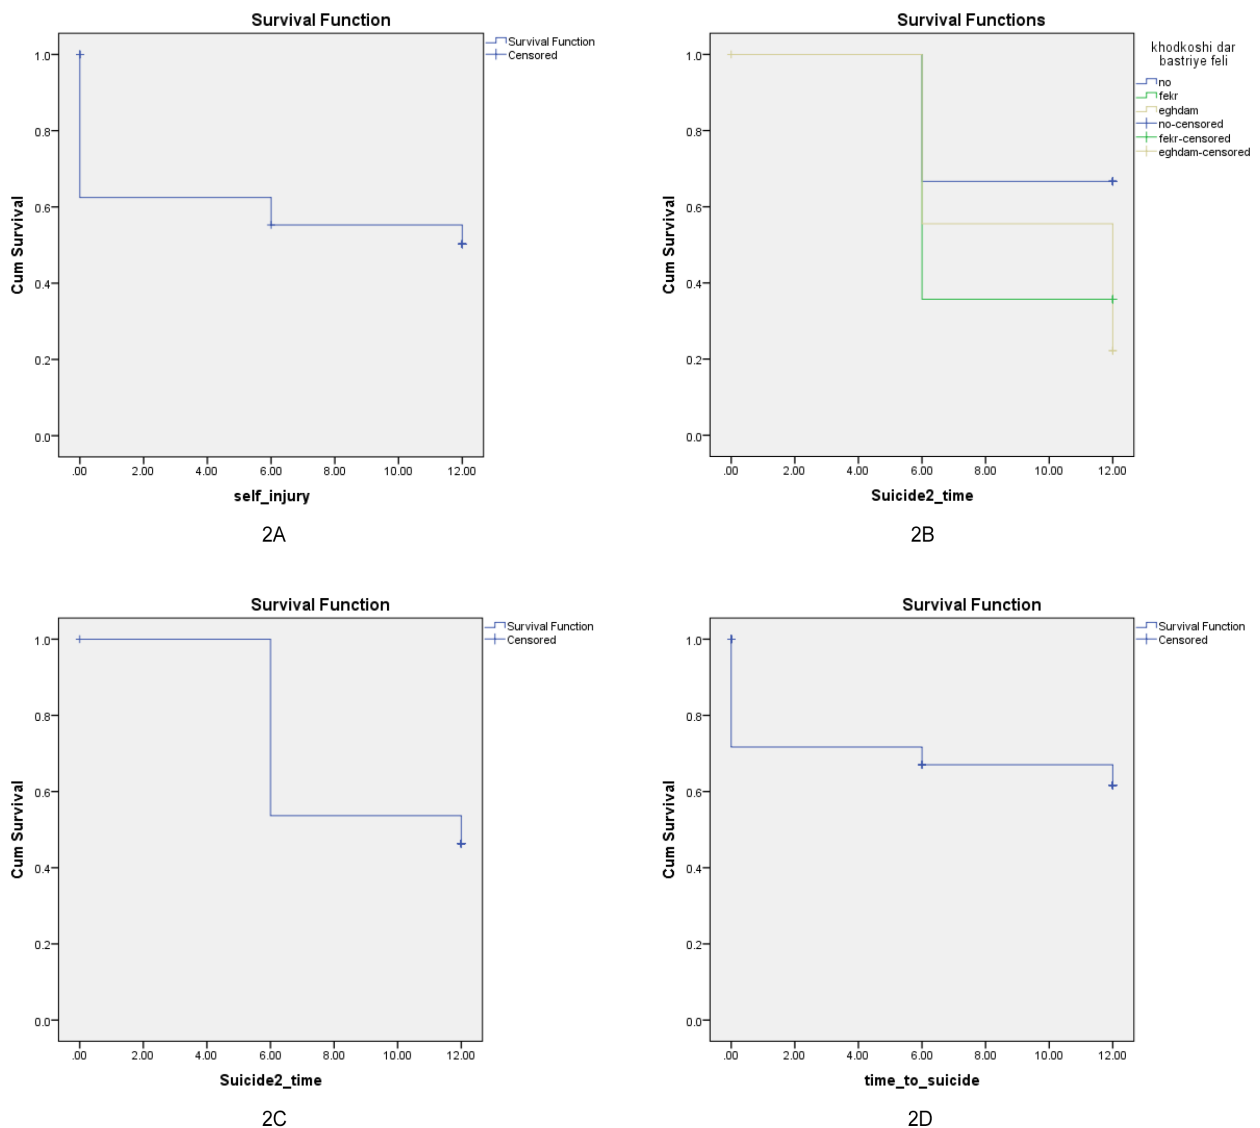 Survival Function
Survival Function
Censored
1.0
0.8
0.6
0.4
0.2
0.0
Cum Survival
.00 2.00 4.00 6.00 8.00 10.00 12.00
self_injury
2A
Survival Functions
khodkoshi dar
bastriye feli
no
fekr
eghdam
no-censored
fekr-censored
eghdam-censored
1.0
0.8
0.6
0.4
0.2
0.0
Cum Survival
.00 2.00 4.00 6.00 8.00 10.00 12.00
Suicide2_time
2B
Survival Function
Survival Function
Censored
1.0
0.8
0.6
0.4
0.2
0.0
Cum Survival
.00 2.00 4.00 6.00 8.00 10.00 12.00
Suicide2_time
2C
Survival Function
Survival Function
Censored
1.0
0.8
0.6
0.4
0.2
0.0
Cum Survival
.00 2.00 4.00 6.00 8.00 10.00 12.00
time_to_suicide
2D